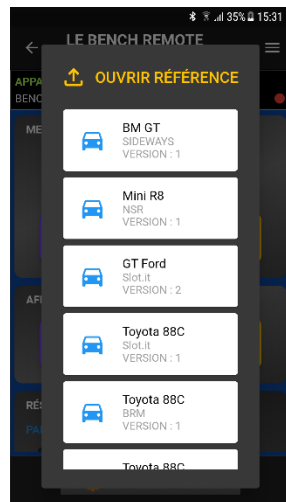 35% 15:31
LE BENCH REMOTE
APPA
BENC
OUVRIR RÉFÉRENCE
ME
BM GT
SIDEWAYS
VERSION : 1
Mini R8
NSR
VERSION : 1
GT Ford
Slot.it
VERSION : 2
AFF
Toyota 88C
Slot.it
VERSION : 1
RÉS
PAS
Toyota 88C
BRM
VERSION : 1
Toyota 88C